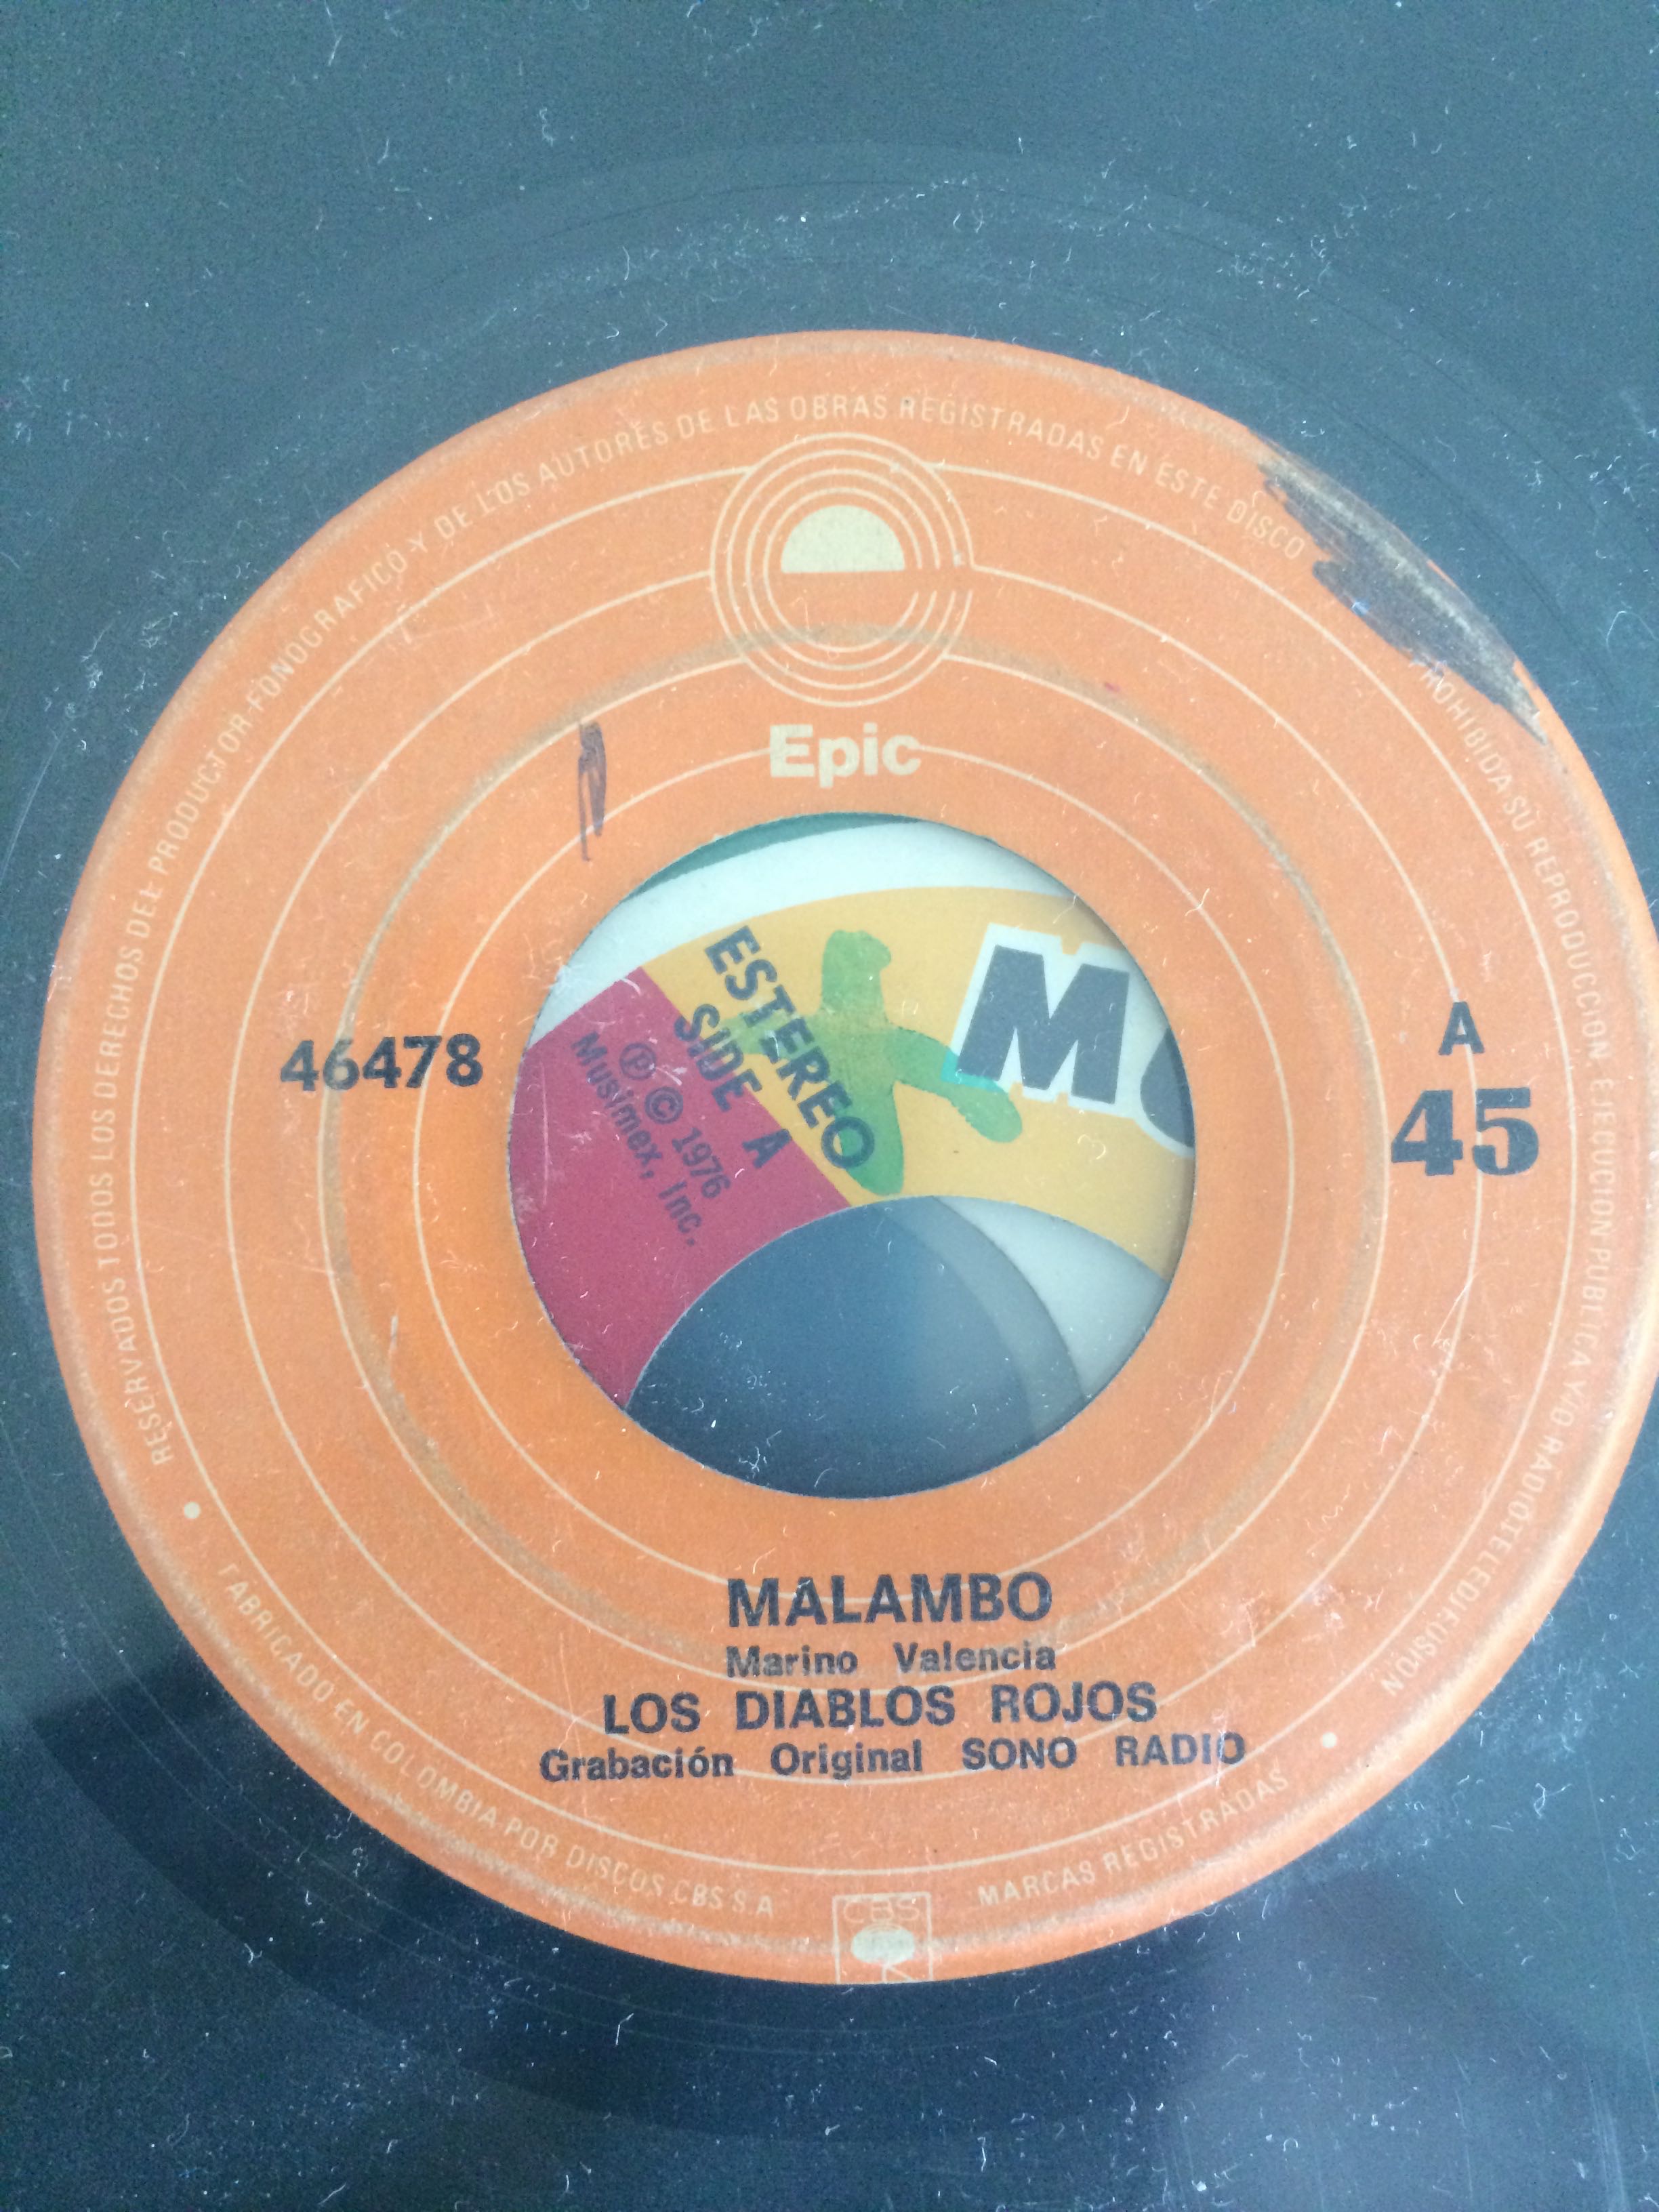 RESERVADOS TODOS LOS DERECHOS DEL PRODUCTOR FONOGRAFICO Y DE LOS AUTORES DE LAS OBRAS REGISTRADAS EN ESTE DISCO
ROHIBIDA SU REPRODUCCION. EJECUCION PUBLICA Y/O RADIOTELEDIFUSION
Epic
46478
A
45
ESTEREO
SIDE A
℗ © 1976
Musimex, Inc.
M
MALAMBO
Marino Valencia
LOS DIABLOS ROJOS
Grabación Original SONO RADIO
FABRICADO EN COLOMBIA POR DISCOS CBS S.A
MARCAS REGISTRADAS
CBS